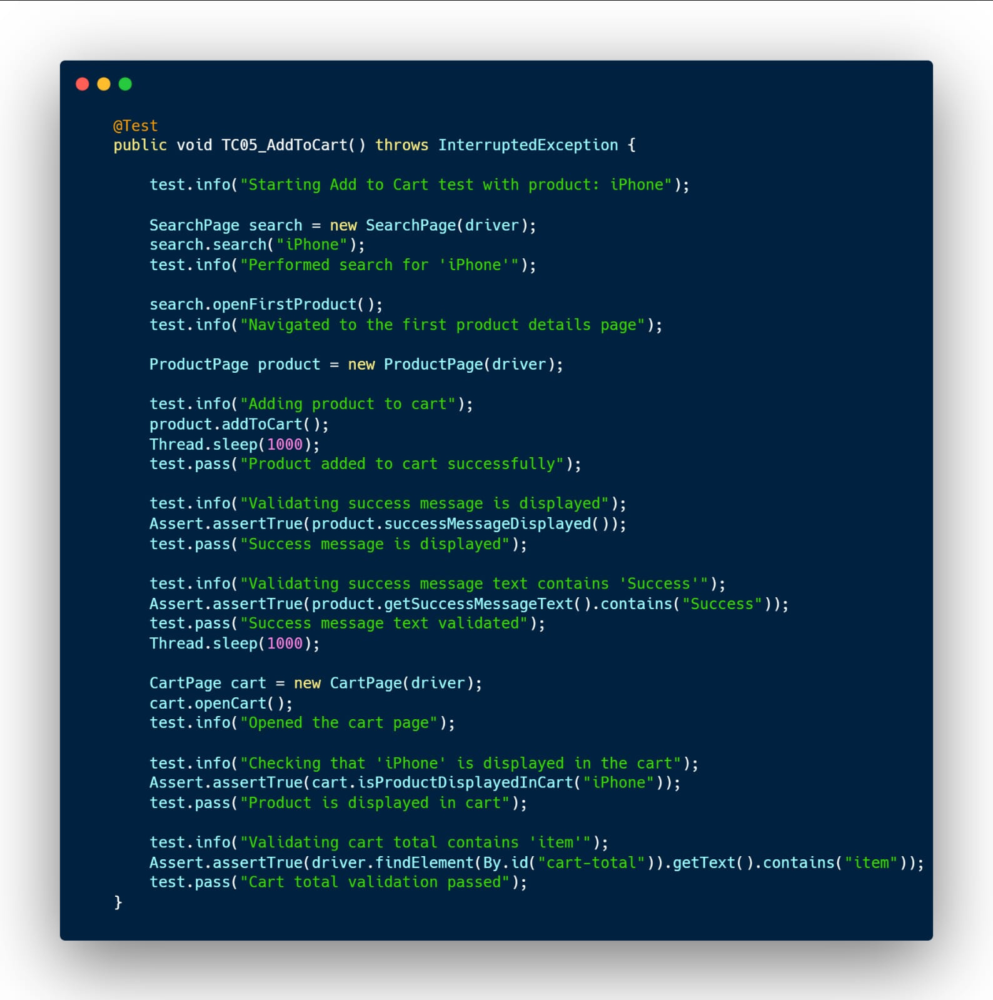 @Test
public void TC05_AddToCart() throws InterruptedException {
test.info("Starting Add to Cart test with product: iPhone");
SearchPage search = new SearchPage(driver);
search.search("iPhone");
test.info("Performed search for 'iPhone'");
search.openFirstProduct();
test.info("Navigated to the first product details page");
ProductPage product = new ProductPage(driver);
test.info("Adding product to cart");
product.addToCart();
Thread.sleep(1000);
test.pass("Product added to cart successfully");
test.info("Validating success message is displayed");
Assert.assertTrue(product.successMessageDisplayed());
test.pass("Success message is displayed");
test.info("Validating success message text contains 'Success'");
Assert.assertTrue(product.getSuccessMessageText().contains("Success"));
test.pass("Success message text validated");
Thread.sleep(1000);
CartPage cart = new CartPage(driver);
cart.openCart();
test.info("Opened the cart page");
test.info("Checking that 'iPhone' is displayed in the cart");
Assert.assertTrue(cart.isProductDisplayedInCart("iPhone"));
test.pass("Product is displayed in cart");
test.info("Validating cart total contains 'item'");
Assert.assertTrue(driver.findElement(By.id("cart-total")).getText().contains("item"));
test.pass("Cart total validation passed");
}